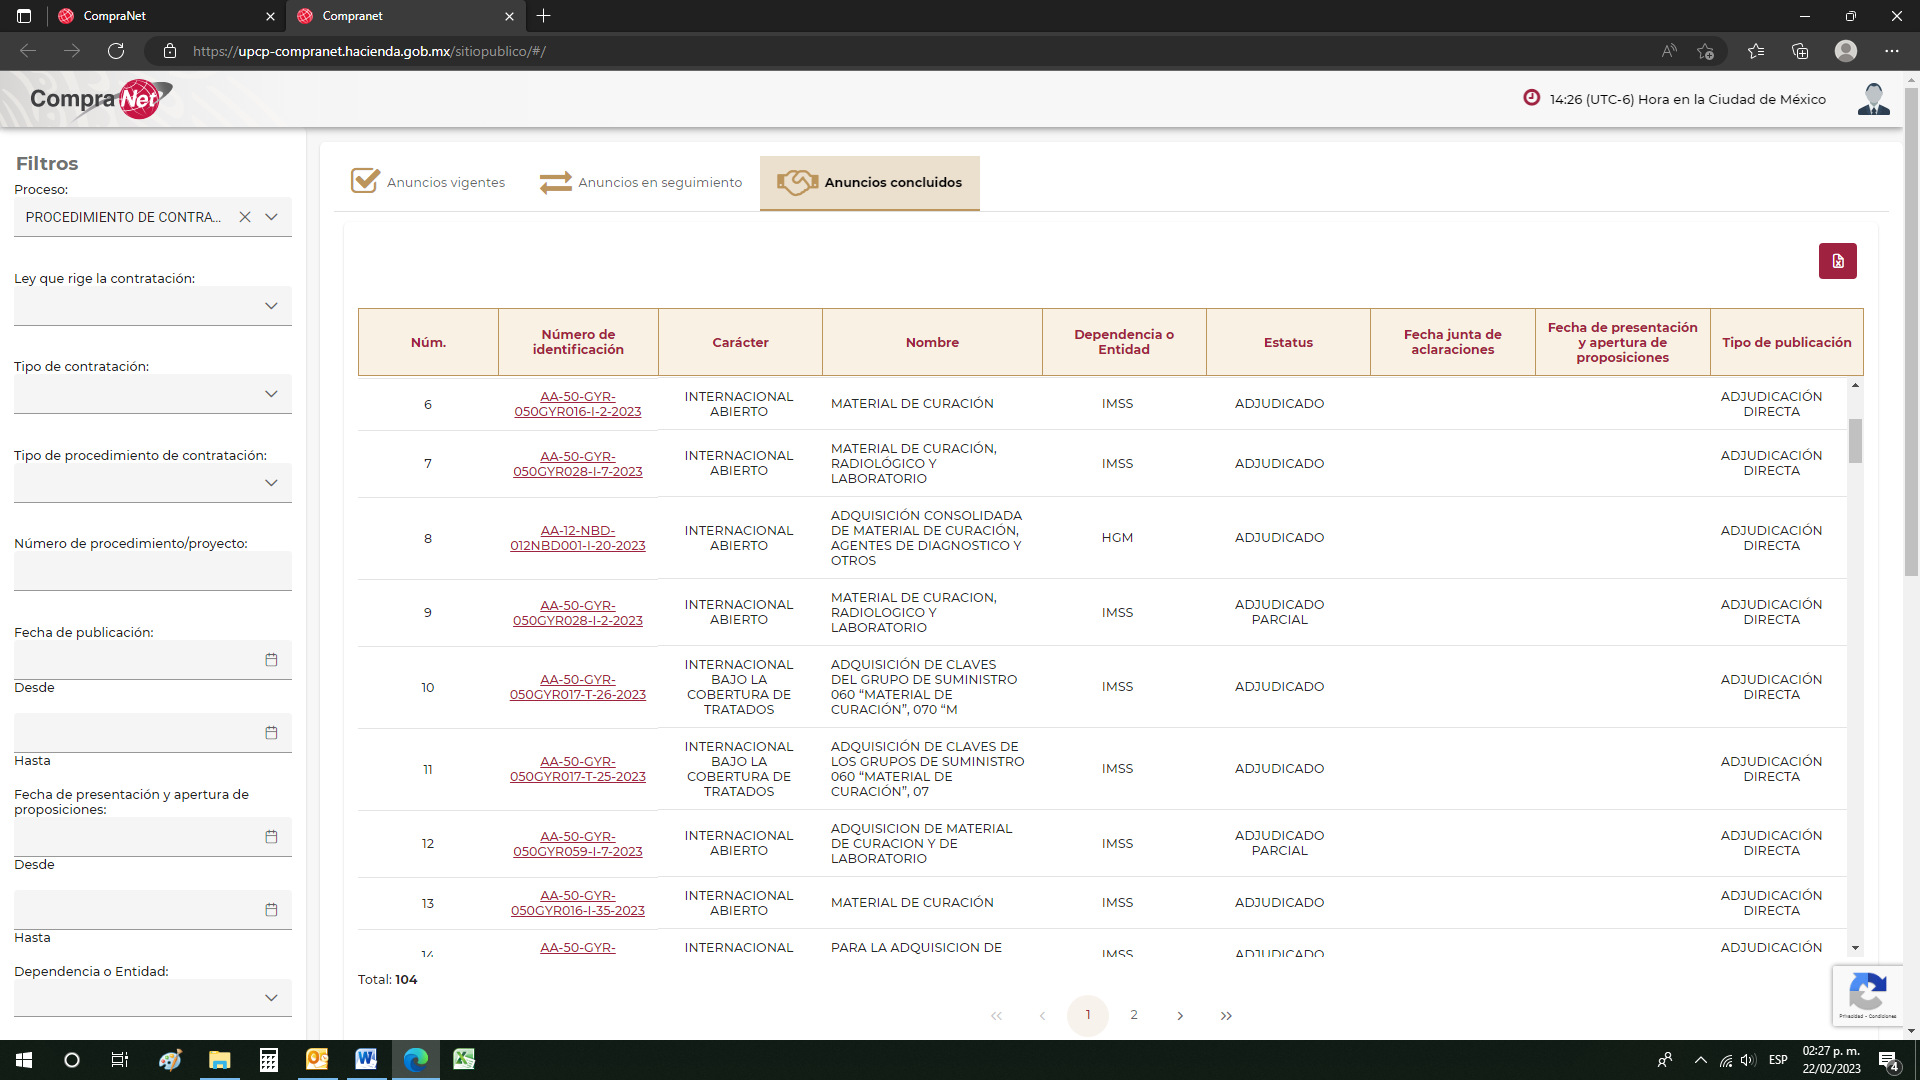 CompraNet
Compranet
https://upcp-compranet.hacienda.gob.mx/sitiopublico/#/
CompraNet
14:26 (UTC-6) Hora en la Ciudad de México
Filtros
Proceso:
PROCEDIMIENTO DE CONTRA...
Ley que rige la contratación:
Tipo de contratación:
Tipo de procedimiento de contratación:
Número de procedimiento/proyecto:
Fecha de publicación:
Desde
Hasta
Fecha de presentación y apertura de
proposiciones:
Desde
Hasta
Dependencia o Entidad:
Anuncios vigentes
Anuncios en seguimiento
Anuncios concluidos
Núm.
Número de
identificación
Carácter
Nombre
Dependencia o
Entidad
Estatus
Fecha junta de
aclaraciones
Fecha de presentación
y apertura de
proposiciones
Tipo de publicación
6
AA-50-GYR-
050GYR016-I-2-2023
INTERNACIONAL
ABIERTO
MATERIAL DE CURACIÓN
IMSS
ADJUDICADO
ADJUDICACIÓN
DIRECTA
7
AA-50-GYR-
050GYR028-I-7-2023
INTERNACIONAL
ABIERTO
MATERIAL DE CURACIÓN,
RADIOLÓGICO Y
LABORATORIO
IMSS
ADJUDICADO
ADJUDICACIÓN
DIRECTA
8
AA-12-NBD-
012NBD001-I-20-2023
INTERNACIONAL
ABIERTO
ADQUISICIÓN CONSOLIDADA
DE MATERIAL DE CURACIÓN,
AGENTES DE DIAGNOSTICO Y
OTROS
HGM
ADJUDICADO
ADJUDICACIÓN
DIRECTA
9
AA-50-GYR-
050GYR028-I-2-2023
INTERNACIONAL
ABIERTO
MATERIAL DE CURACION,
RADIOLOGICO Y
LABORATORIO
IMSS
ADJUDICADO
PARCIAL
ADJUDICACIÓN
DIRECTA
10
AA-50-GYR-
050GYR017-T-26-2023
INTERNACIONAL
BAJO LA
COBERTURA DE
TRATADOS
ADQUISICIÓN DE CLAVES
DEL GRUPO DE SUMINISTRO
060 “MATERIAL DE
CURACIÓN”, 070 “M
IMSS
ADJUDICADO
ADJUDICACIÓN
DIRECTA
11
AA-50-GYR-
050GYR017-T-25-2023
INTERNACIONAL
BAJO LA
COBERTURA DE
TRATADOS
ADQUISICIÓN DE CLAVES DE
LOS GRUPOS DE SUMINISTRO
060 “MATERIAL DE
CURACIÓN”, 07
IMSS
ADJUDICADO
ADJUDICACIÓN
DIRECTA
12
AA-50-GYR-
050GYR059-I-7-2023
INTERNACIONAL
ABIERTO
ADQUISICION DE MATERIAL
DE CURACION Y DE
LABORATORIO
IMSS
ADJUDICADO
PARCIAL
ADJUDICACIÓN
DIRECTA
13
AA-50-GYR-
050GYR016-I-35-2023
INTERNACIONAL
ABIERTO
MATERIAL DE CURACIÓN
IMSS
ADJUDICADO
ADJUDICACIÓN
DIRECTA
14
AA-50-GYR-
INTERNACIONAL
PARA LA ADQUISICION DE
IMSS
ADJUDICADO
ADJUDICACIÓN
Total: 104
« ‹ 1 2 › »
Privacidad - Condiciones
ESP
02:27 p. m.
22/02/2023
4